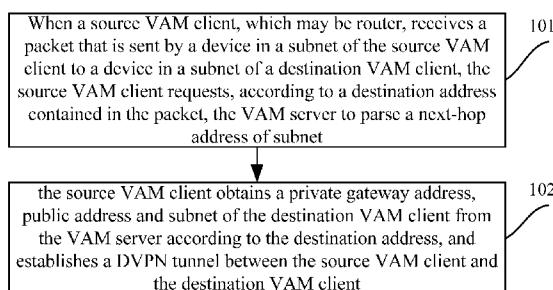 When a source VAM client, which may be router, receives a
packet that is sent by a device in a subnet of the source VAM
client to a device in a subnet of a destination VAM client, the
source VAM client requests, according to a destination address
contained in the packet, the VAM server to parse a next-hop
address of subnet
101
the source VAM client obtains a private gateway address,
public address and subnet of the destination VAM client from
the VAM server according to the destination address, and
establishes a DVPN tunnel between the source VAM client and
the destination VAM client
102